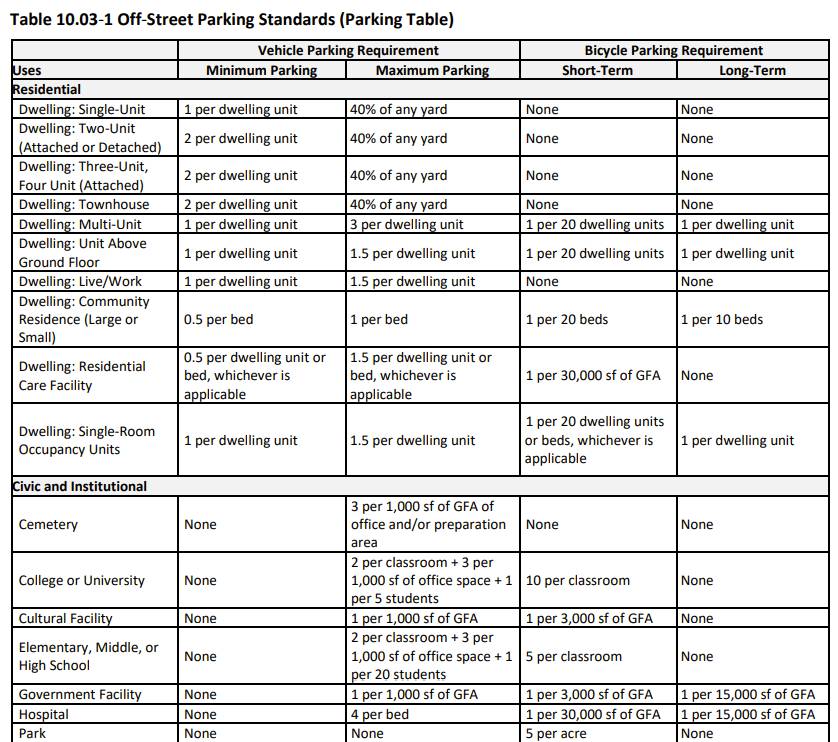 Table 10.03-1 Off-Street Parking Standards (Parking Table)
Vehicle Parking Requirement Bicycle Parking Requirement
Uses Minimum Parking Maximum Parking Short-Term Long-Term
Residential
Dwelling: Single-Unit 1 per dwelling unit 40% of any yard None None
Dwelling: Two-Unit
(Attached or Detached) 2 per dwelling unit 40% of any yard None None
Dwelling: Three-Unit,
Four Unit (Attached) 2 per dwelling unit 40% of any yard None None
Dwelling: Townhouse 2 per dwelling unit 40% of any yard None None
Dwelling: Multi-Unit 1 per dwelling unit 3 per dwelling unit 1 per 20 dwelling units 1 per dwelling unit
Dwelling: Unit Above
Ground Floor 1 per dwelling unit 1.5 per dwelling unit 1 per 20 dwelling units 1 per dwelling unit
Dwelling: Live/Work 1 per dwelling unit 1.5 per dwelling unit None None
Dwelling: Community
Residence (Large or 0.5 per bed 1 per bed 1 per 20 beds 1 per 10 beds
Small)
0.5 per dwelling unit or 1.5 per dwelling unit or
Dwelling: Residential bed, whichever is bed, whichever is 1 per 30,000 sf of GFA None
Care Facility applicable applicable
1 per 20 dwelling units
Dwelling: Single-Room 1 per dwelling unit 1.5 per dwelling unit or beds, whichever is 1 per dwelling unit
Occupancy Units applicable
Civic and Institutional
3 per 1,000 sf of GFA of
Cemetery None office and/or preparation None None
area
2 per classroom + 3 per
College or University None 1,000 sf of office space + 1 10 per classroom None
per 5 students
Cultural Facility None 1 per 1,000 sf of GFA 1 per 3,000 sf of GFA None
2 per classroom + 3 per
Elementary, Middle, or None 1,000 sf of office space + 1 5 per classroom None
High School per 20 students
Government Facility None 1 per 1,000 sf of GFA 1 per 3,000 sf of GFA 1 per 15,000 sf of GFA
Hospital None 4 per bed 1 per 30,000 sf of GFA 1 per 15,000 sf of GFA
Park None None 5 per acre None